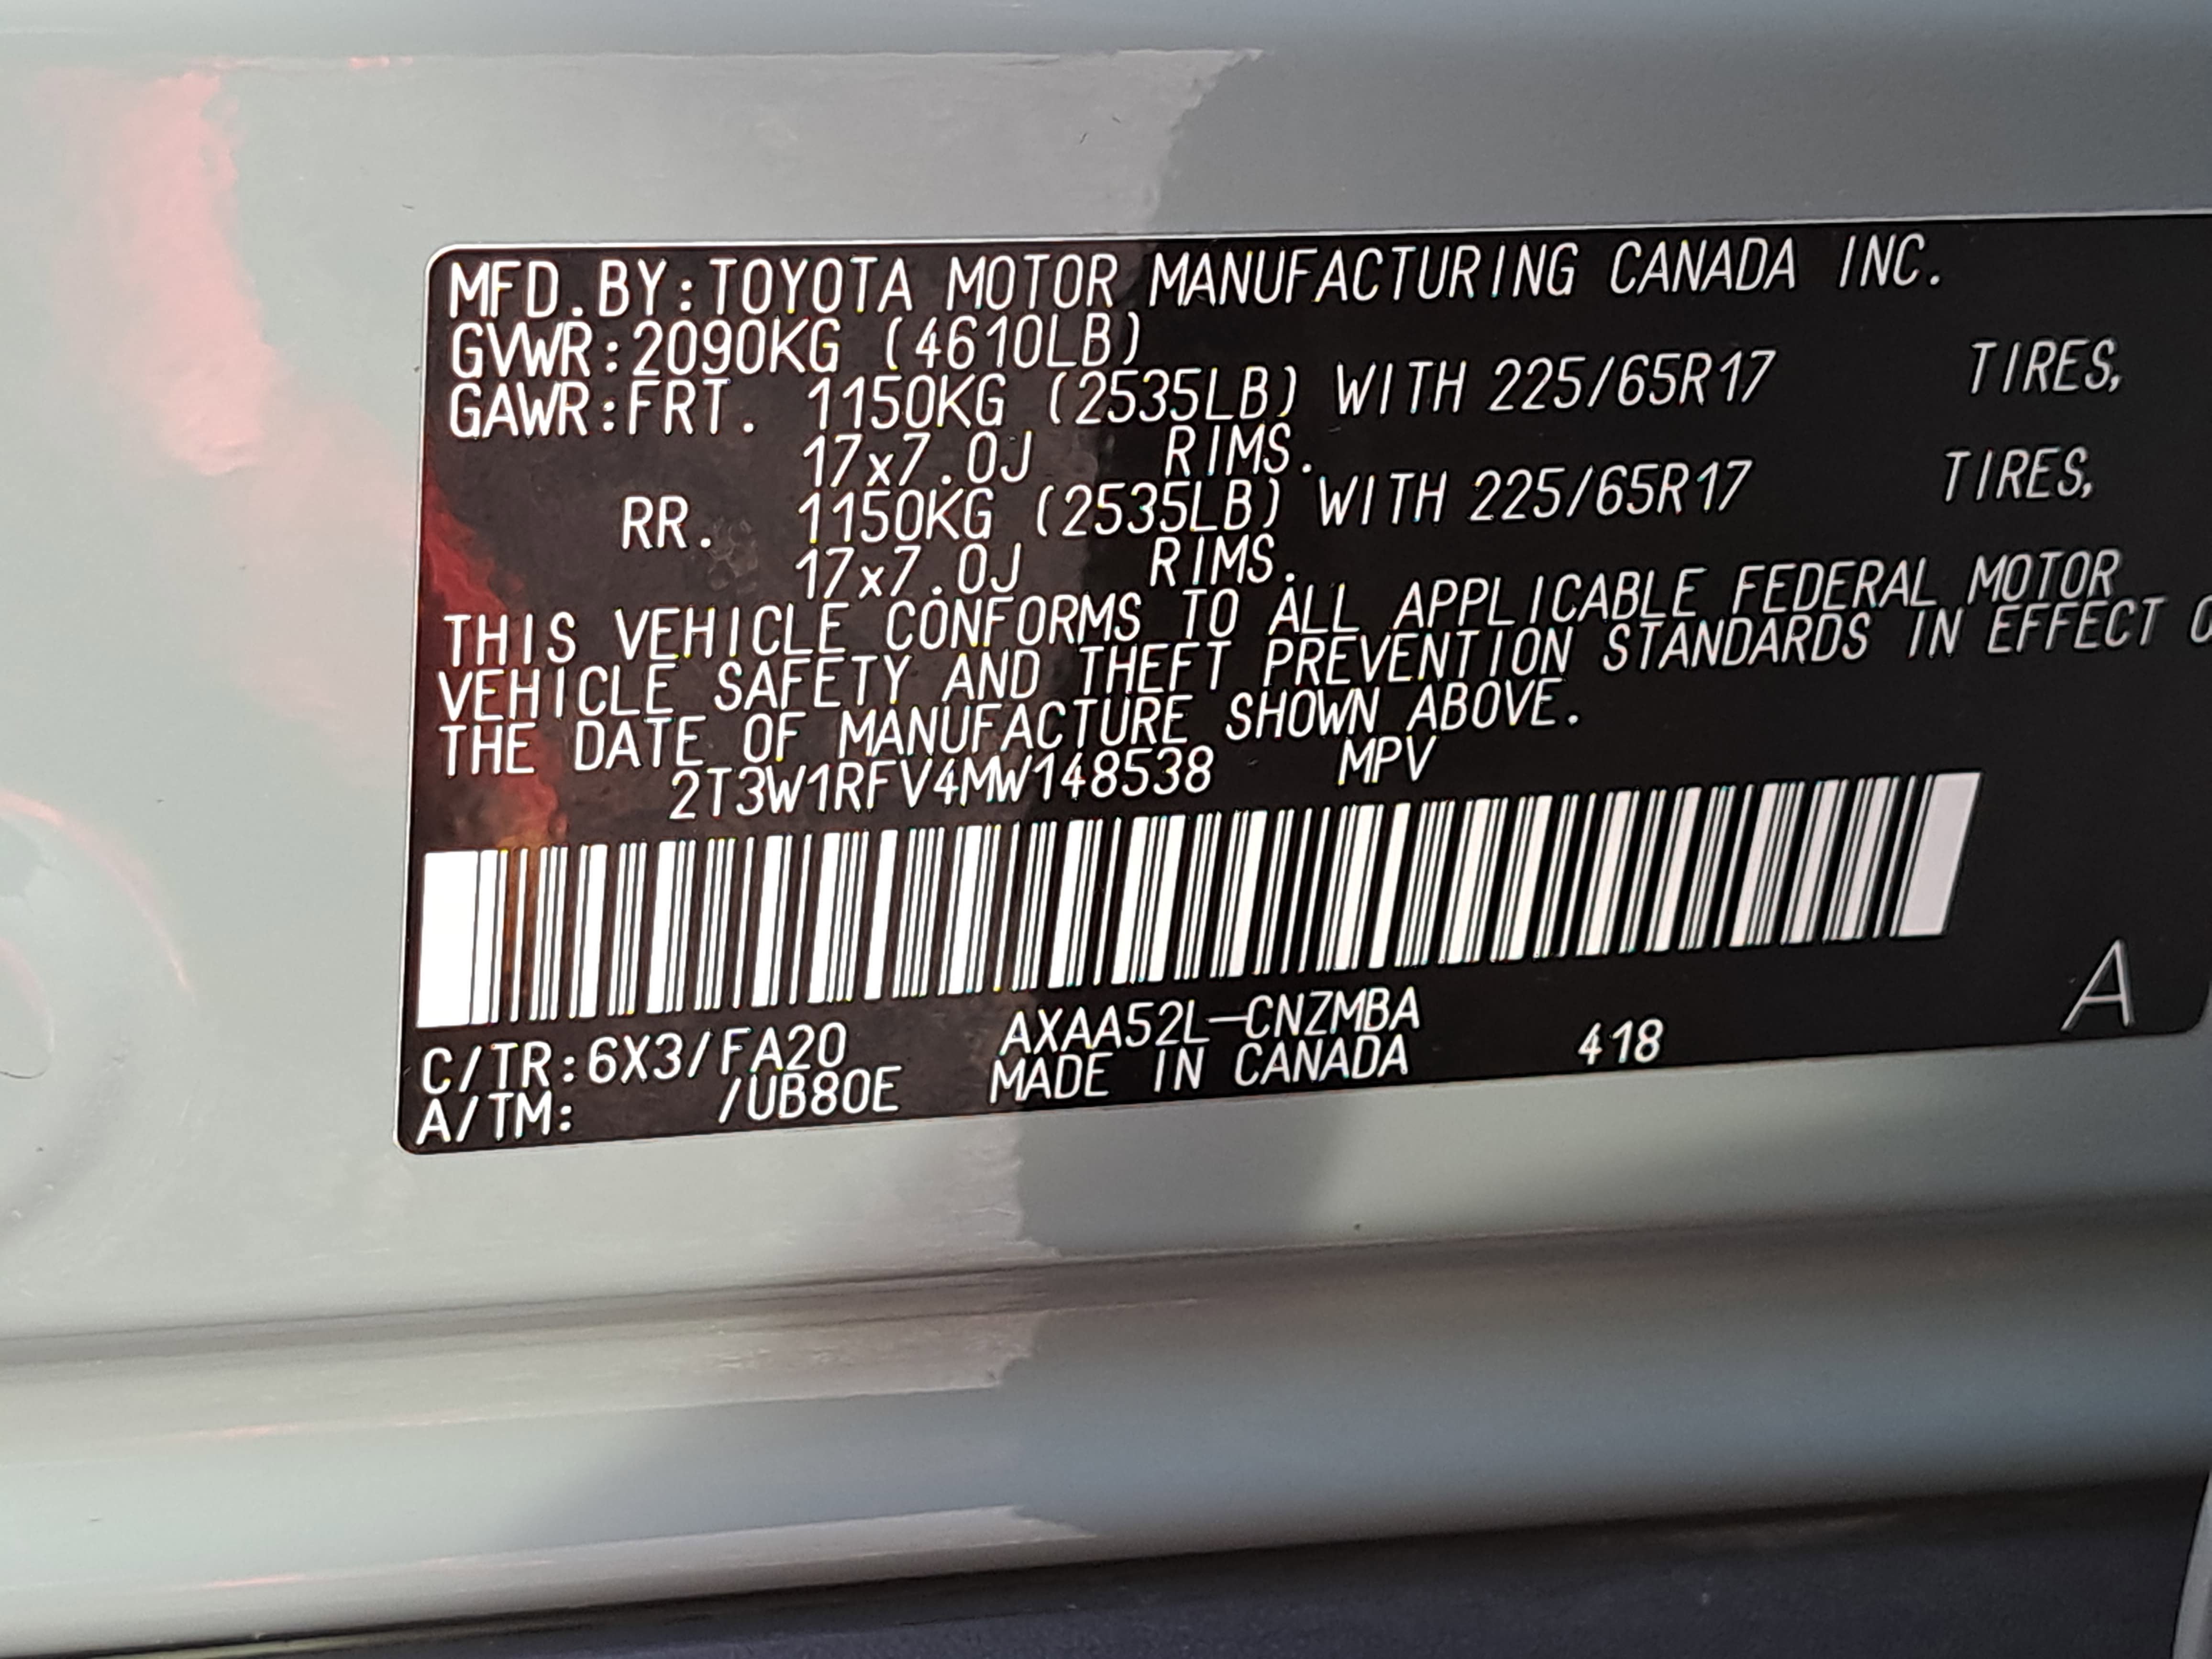 MFD.BY:TOYOTA MOTOR MANUFACTURING CANADA INC.
GVWR:2090KG (4610LB)
GAWR:FRT. 1150KG (2535LB) WITH 225/65R17 TIRES,
17x7.0J RIMS.
RR. 1150KG (2535LB) WITH 225/65R17 TIRES,
17x7.0J RIMS.
THIS VEHICLE CONFORMS TO ALL APPLICABLE FEDERAL MOTOR
VEHICLE SAFETY AND THEFT PREVENTION STANDARDS IN EFFECT
THE DATE OF MANUFACTURE SHOWN ABOVE.
2T3W1RFV4MW148538 MPV
C/TR:6X3/FA20 AXAA52L-CNZMBA
A/TM: /UB80E MADE IN CANADA 418 A